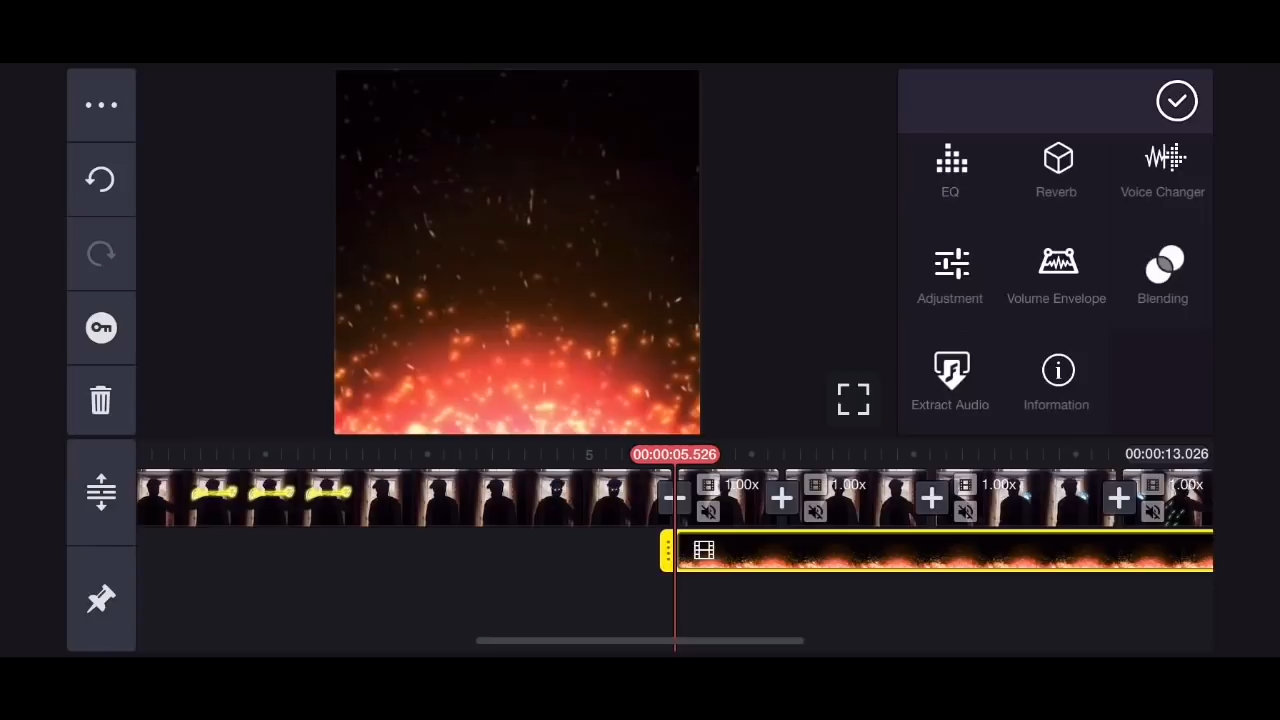 EQ
Reverb
Voice Changer
Adjustment
Volume Envelope
Blending
Extract Audio
Information
5
00:00:05.526
00:00:13.026
1.00x
1.00x
1.00x
1.00x